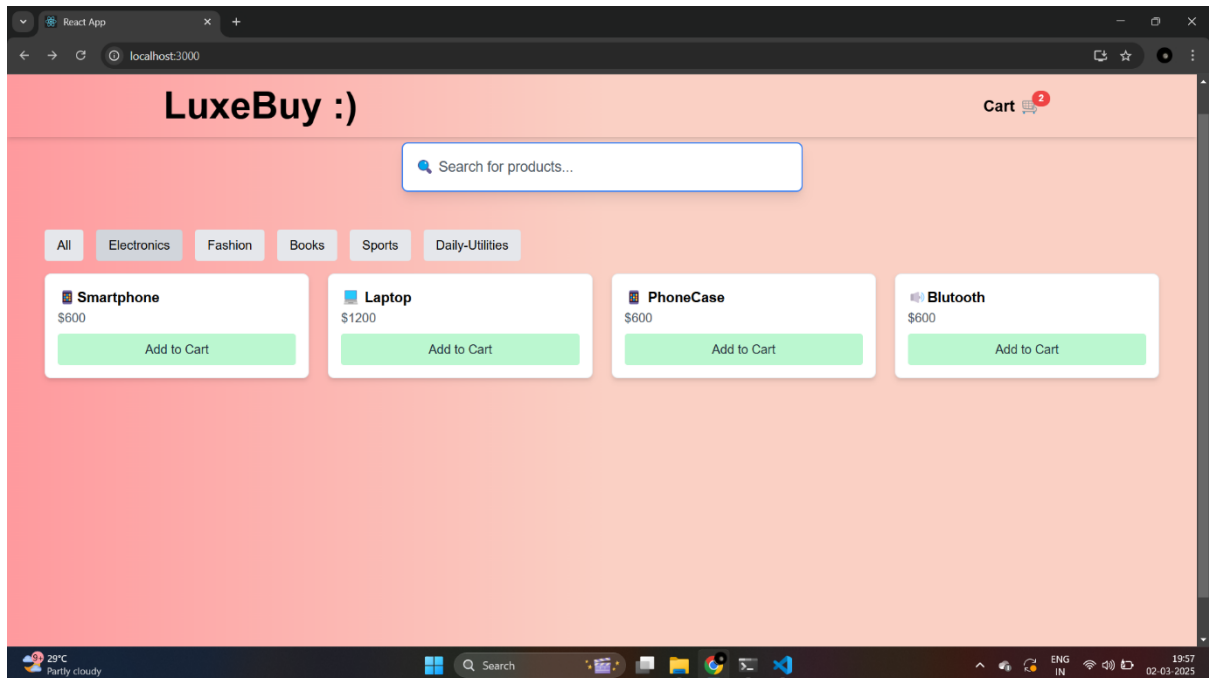 React App
localhost:3000
LuxeBuy :)
Cart 2
Search for products...
All Electronics Fashion Books Sports Daily-Utilities
Smartphone Laptop PhoneCase Blutooth
$600 $1200 $600 $600
Add to Cart Add to Cart Add to Cart Add to Cart
9+ 29°C
Partly cloudy
Search
ENG
IN
19:57
02-03-2025